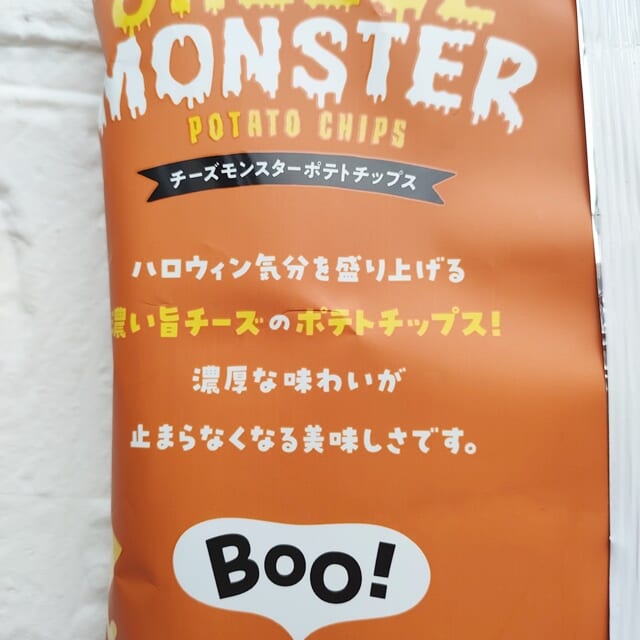 CHEESE
MONSTER
POTATO CHIPS
チーズモンスターポテトチップス
ハロウィン気分を盛り上げる
濃い旨チーズのポテトチップス!
濃厚な味わいが
止まらなくなる美味しさです。
Boo!